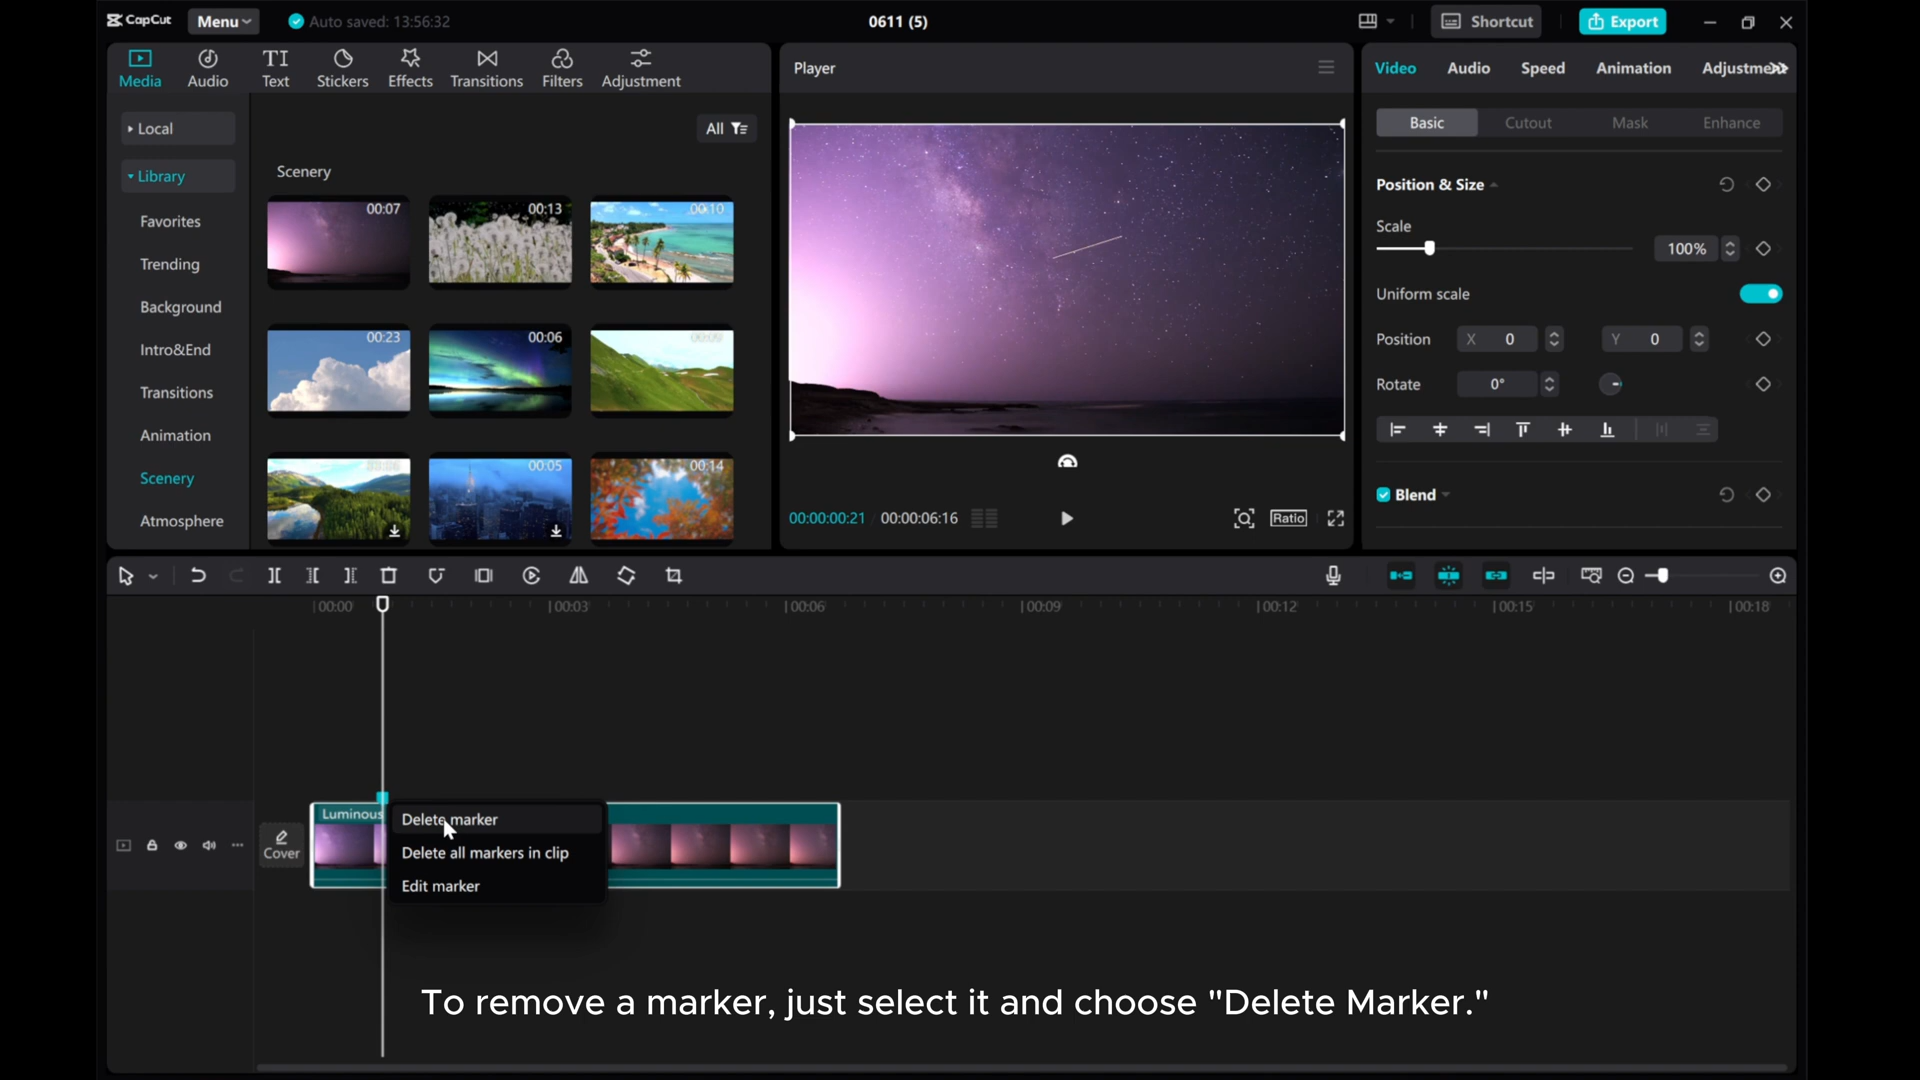 CapCut
Menu
Auto saved: 13:56:32
0611 (5)
Shortcut
Export
Media
Audio
Text
Stickers
Effects
Transitions
Filters
Adjustment
Player
Video
Audio
Speed
Animation
Local
All
Basic
Cutout
Mask
Enhance
Library
Scenery
Position & Size
Favorites
00:07
00:13
00:10
Scale
100%
Trending
Uniform scale
Background
Position
X 0
Y 0
Intro&End
00:23
00:06
Rotate
0°
Transitions
Animation
Scenery
00:05
00:14
Blend
Atmosphere
00:00:00:21
00:00:06:16
Ratio
00:00
00:03
00:06
00:09
00:12
00:15
00:18
Luminous
Delete marker
Cover
Delete all markers in clip
Edit marker
To remove a marker, just select it and choose "Delete Marker."